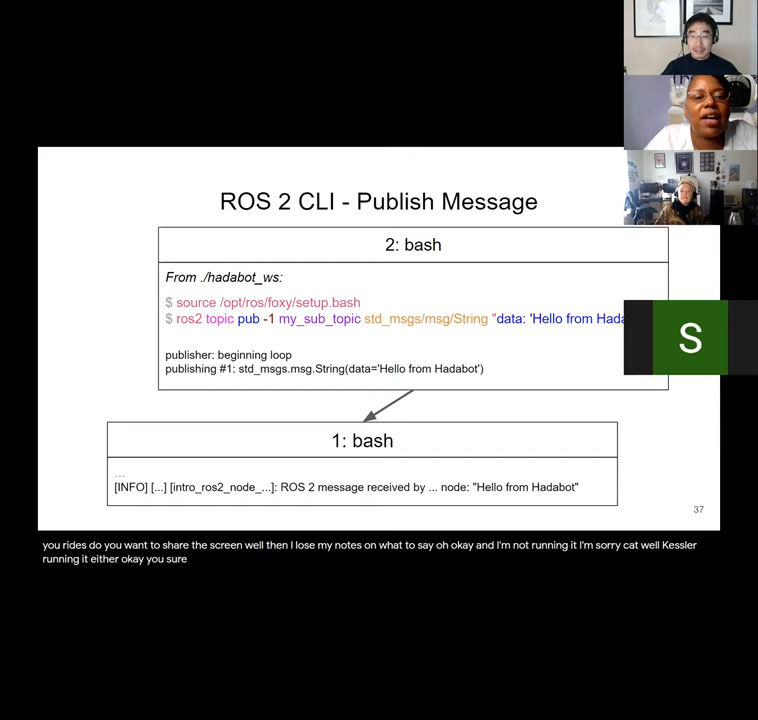 ROS 2 CLI - Publish Message
2: bash
From ./hadabot_ws:
$ source /opt/ros/foxy/setup.bash
$ ros2 topic pub -1 my_sub_topic std_msgs/msg/String "data: 'Hello from Hada
publisher: beginning loop
publishing #1: std_msgs.msg.String(data='Hello from Hadabot')
S
1: bash
...
[INFO] [...] [intro_ros2_node_...]: ROS 2 message received by ... node: "Hello from Hadabot"
37
you rides do you want to share the screen well then I lose my notes on what to say oh okay and I'm not running it I'm sorry cat well Kessler
running it either okay you sure